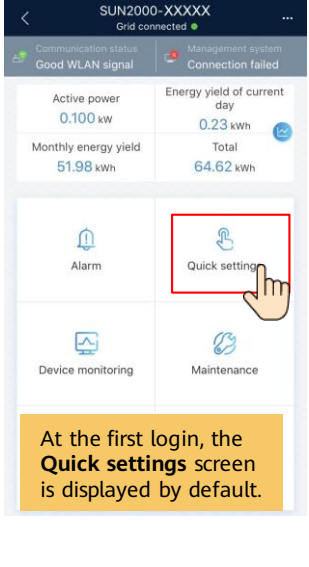 SUN2000-XXXXX
Grid connected
Communication status
Good WLAN signal
Management system
Connection failed
Active power
0.100 kW
Energy yield of current
day
0.23 kWh
Monthly energy yield
51.98 kWh
Total
64.62 kWh
Alarm
Quick settings
Device monitoring
Maintenance
At the first login, the
Quick settings screen
is displayed by default.